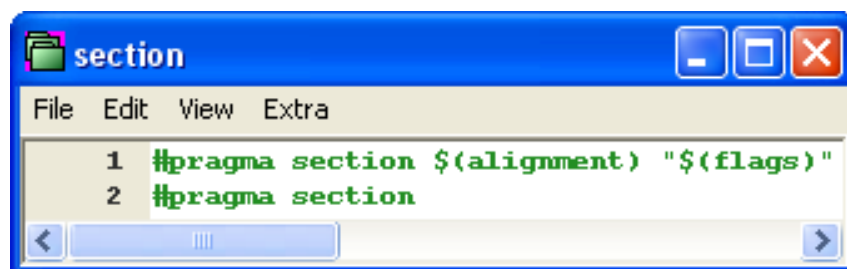 section
File Edit View Extra
1 #pragma section $(alignment) "$(flags)"
2 #pragma section